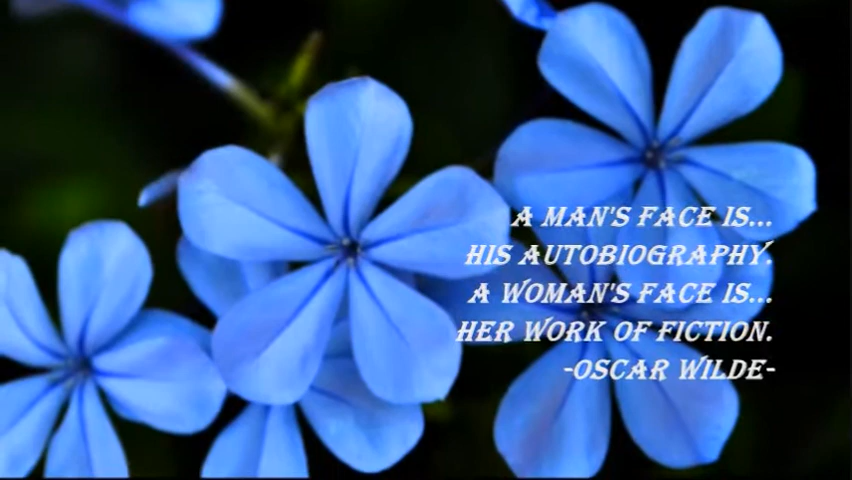 A MAN'S FACE IS...
HIS AUTOBIOGRAPHY.
A WOMAN'S FACE IS...
HER WORK OF FICTION.
-OSCAR WILDE-